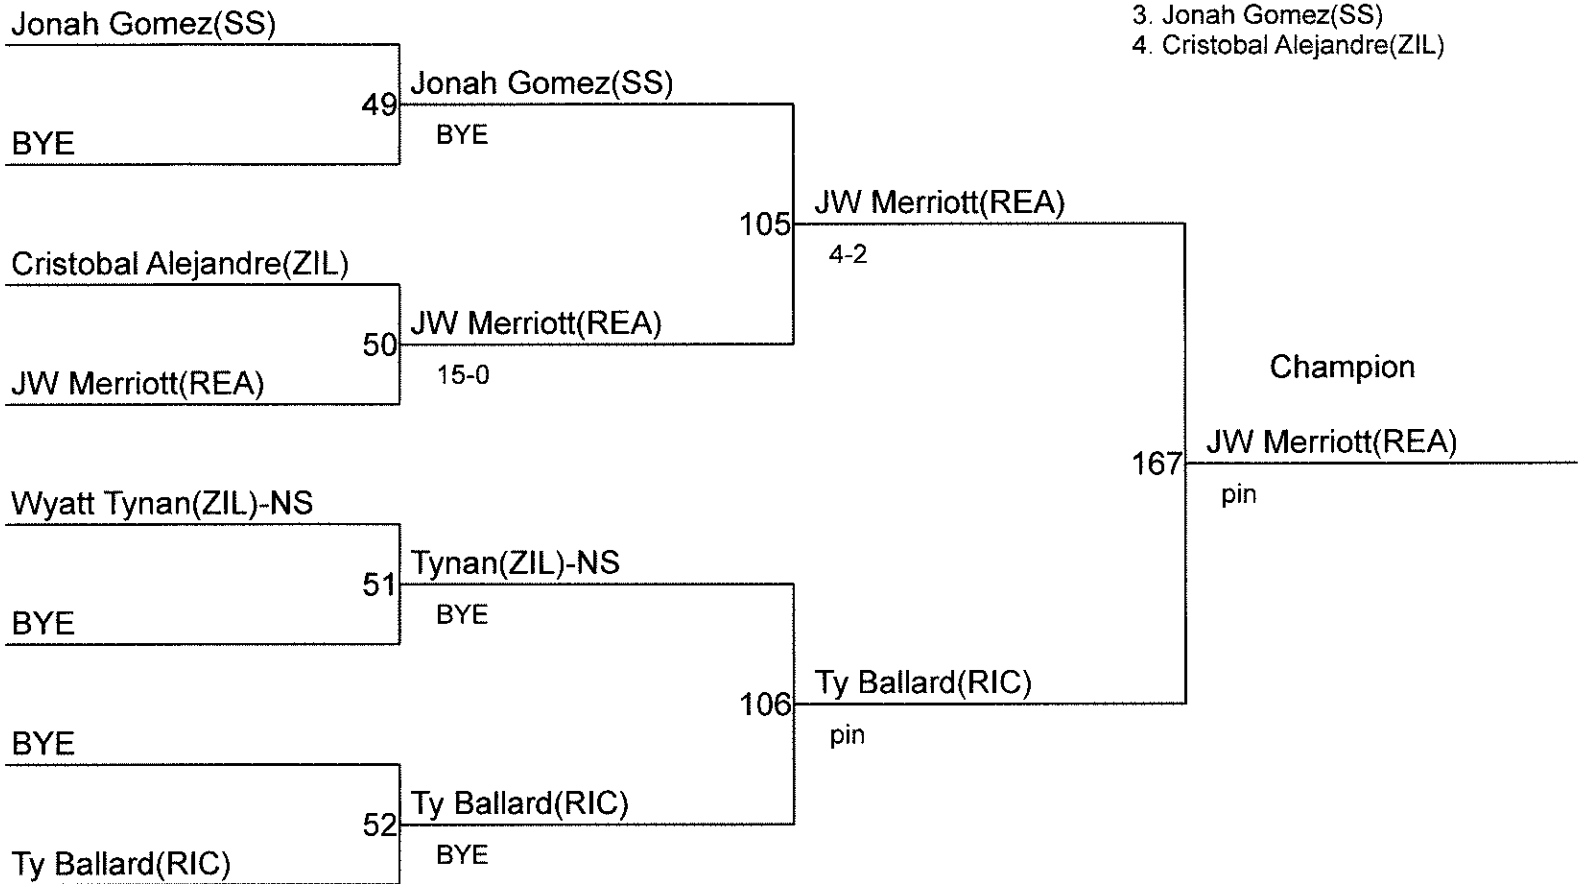 Jonah Gomez(SS)
3. Jonah Gomez(SS)
4. Cristobal Alejandre(ZIL)
49
Jonah Gomez(SS)
BYE
BYE
105
JW Merriott(REA)
4-2
Cristobal Alejandre(ZIL)
50
JW Merriott(REA)
15-0
JW Merriott(REA)
Champion
167
JW Merriott(REA)
pin
Wyatt Tynan(ZIL)-NS
51
Tynan(ZIL)-NS
BYE
BYE
106
Ty Ballard(RIC)
pin
BYE
52
Ty Ballard(RIC)
BYE
Ty Ballard(RIC)